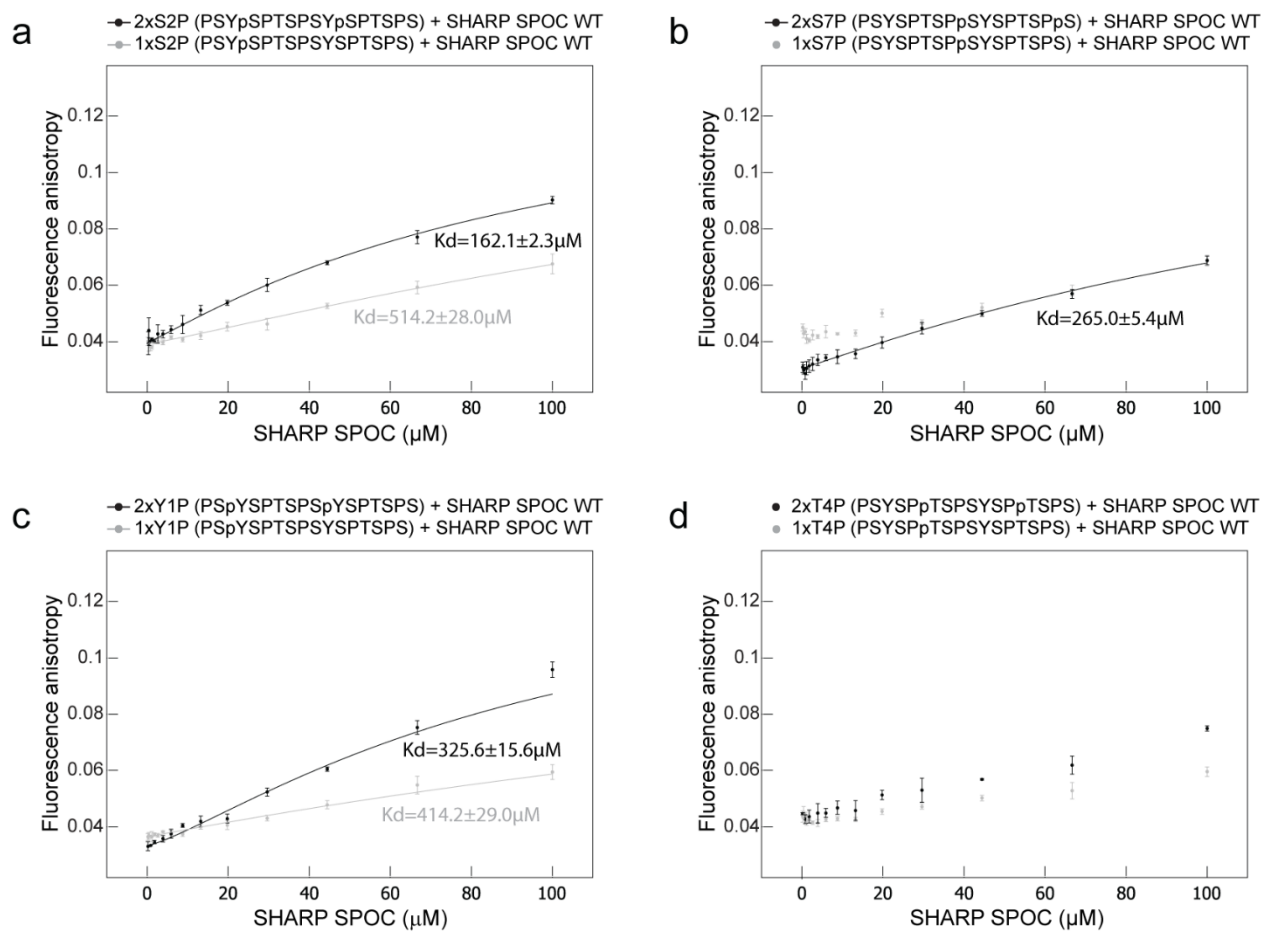 a
2xS2P (PSYpSPTSPSYpSPTSPS) + SHARP SPOC WT
1xS2P (PSYpSPTSPSYSPTSPS) + SHARP SPOC WT
Fluorescence anisotropy
0.12
0.1
0.08
0.06
0.04
Kd=162.1±2.3µM
Kd=514.2±28.0µM
0 20 40 60 80 100
SHARP SPOC (µM)
b
2xS7P (PSYSPTSPpSYSPTSPpS) + SHARP SPOC WT
1xS7P (PSYSPTSPpSYSPTSPS) + SHARP SPOC WT
Fluorescence anisotropy
0.12
0.1
0.08
0.06
0.04
Kd=265.0±5.4µM
0 20 40 60 80 100
SHARP SPOC (µM)
c
2xY1P (PSpYSPTSPSpYSPTSPS) + SHARP SPOC WT
1xY1P (PSpYSPTSPSYSPTSPS) + SHARP SPOC WT
Fluorescence anisotropy
0.12
0.1
0.08
0.06
0.04
Kd=325.6±15.6µM
Kd=414.2±29.0µM
0 20 40 60 80 100
SHARP SPOC (µM)
d
2xT4P (PSYSPpTSPSYSPpTSPS) + SHARP SPOC WT
1xT4P (PSYSPpTSPSYSPTSPS) + SHARP SPOC WT
Fluorescence anisotropy
0.12
0.1
0.08
0.06
0.04
0 20 40 60 80 100
SHARP SPOC (µM)